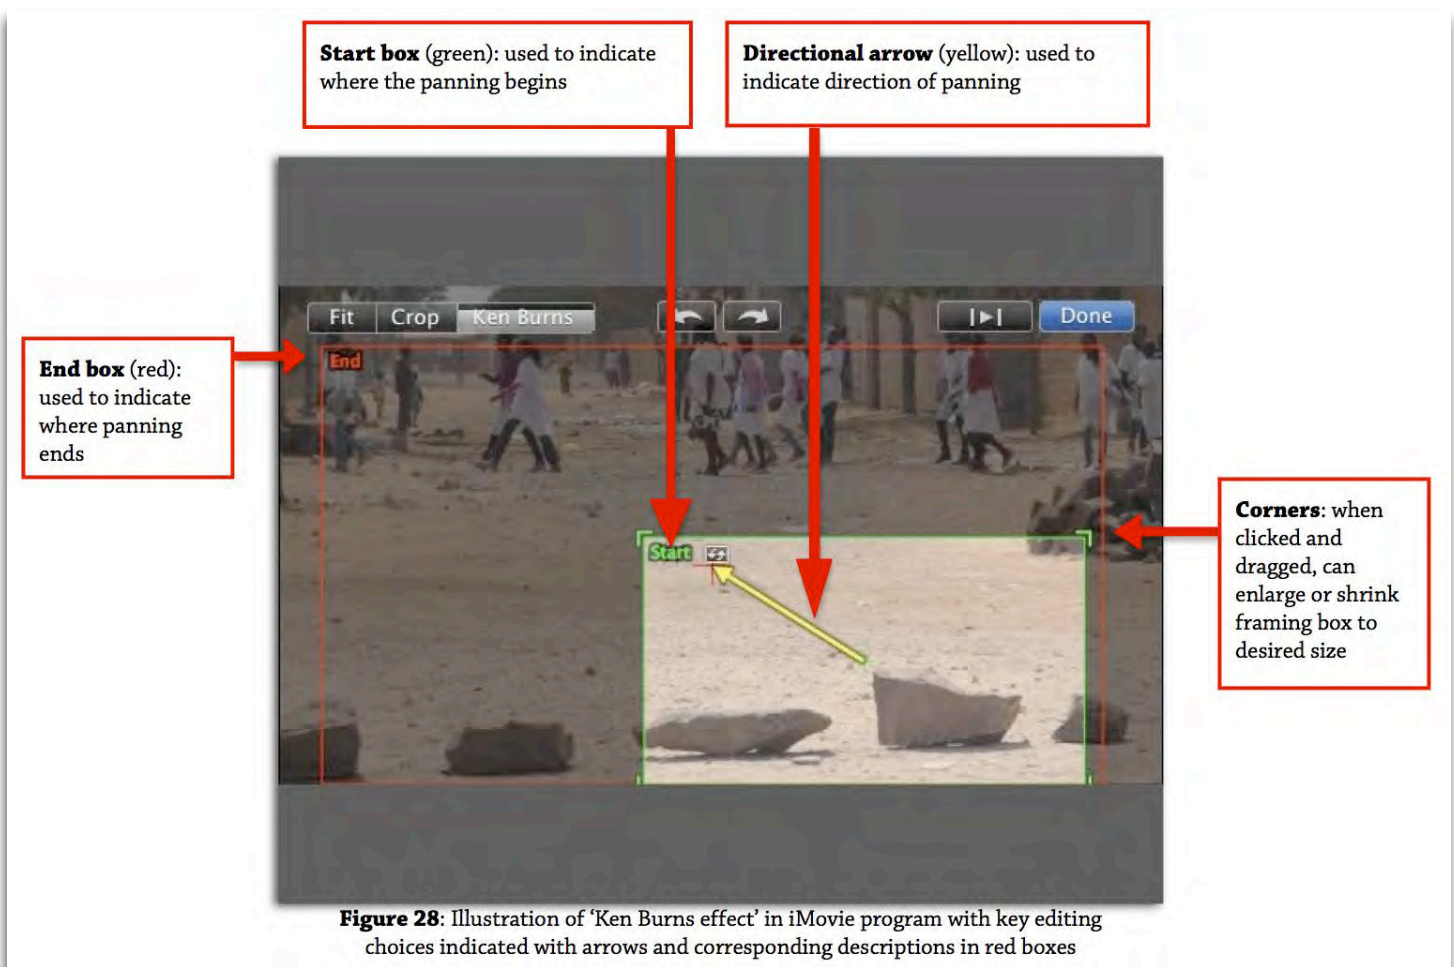 Start box (green): used to indicate
where the panning begins
Directional arrow (yellow): used to
indicate direction of panning
Fit
Crop
Ken Burns
Done
End box (red):
used to indicate
where panning
ends
End
Corners: when
clicked and
dragged, can
enlarge or shrink
framing box to
desired size
Start
Figure 28: Illustration of ‘Ken Burns effect’ in iMovie program with key editing
choices indicated with arrows and corresponding descriptions in red boxes